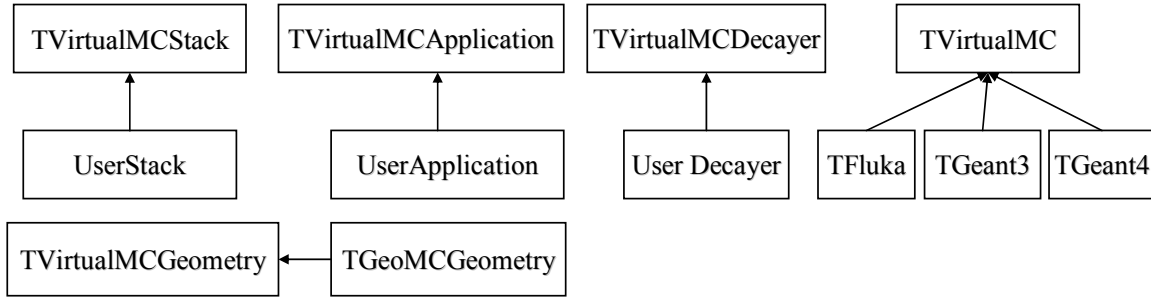 TVirtualMCStack
TVirtualMCApplication
TVirtualMCDecayer
TVirtualMC
UserStack
UserApplication
User Decayer
TFluka
TGeant3
TGeant4
TVirtualMCGeometry
TGeoMCGeometry